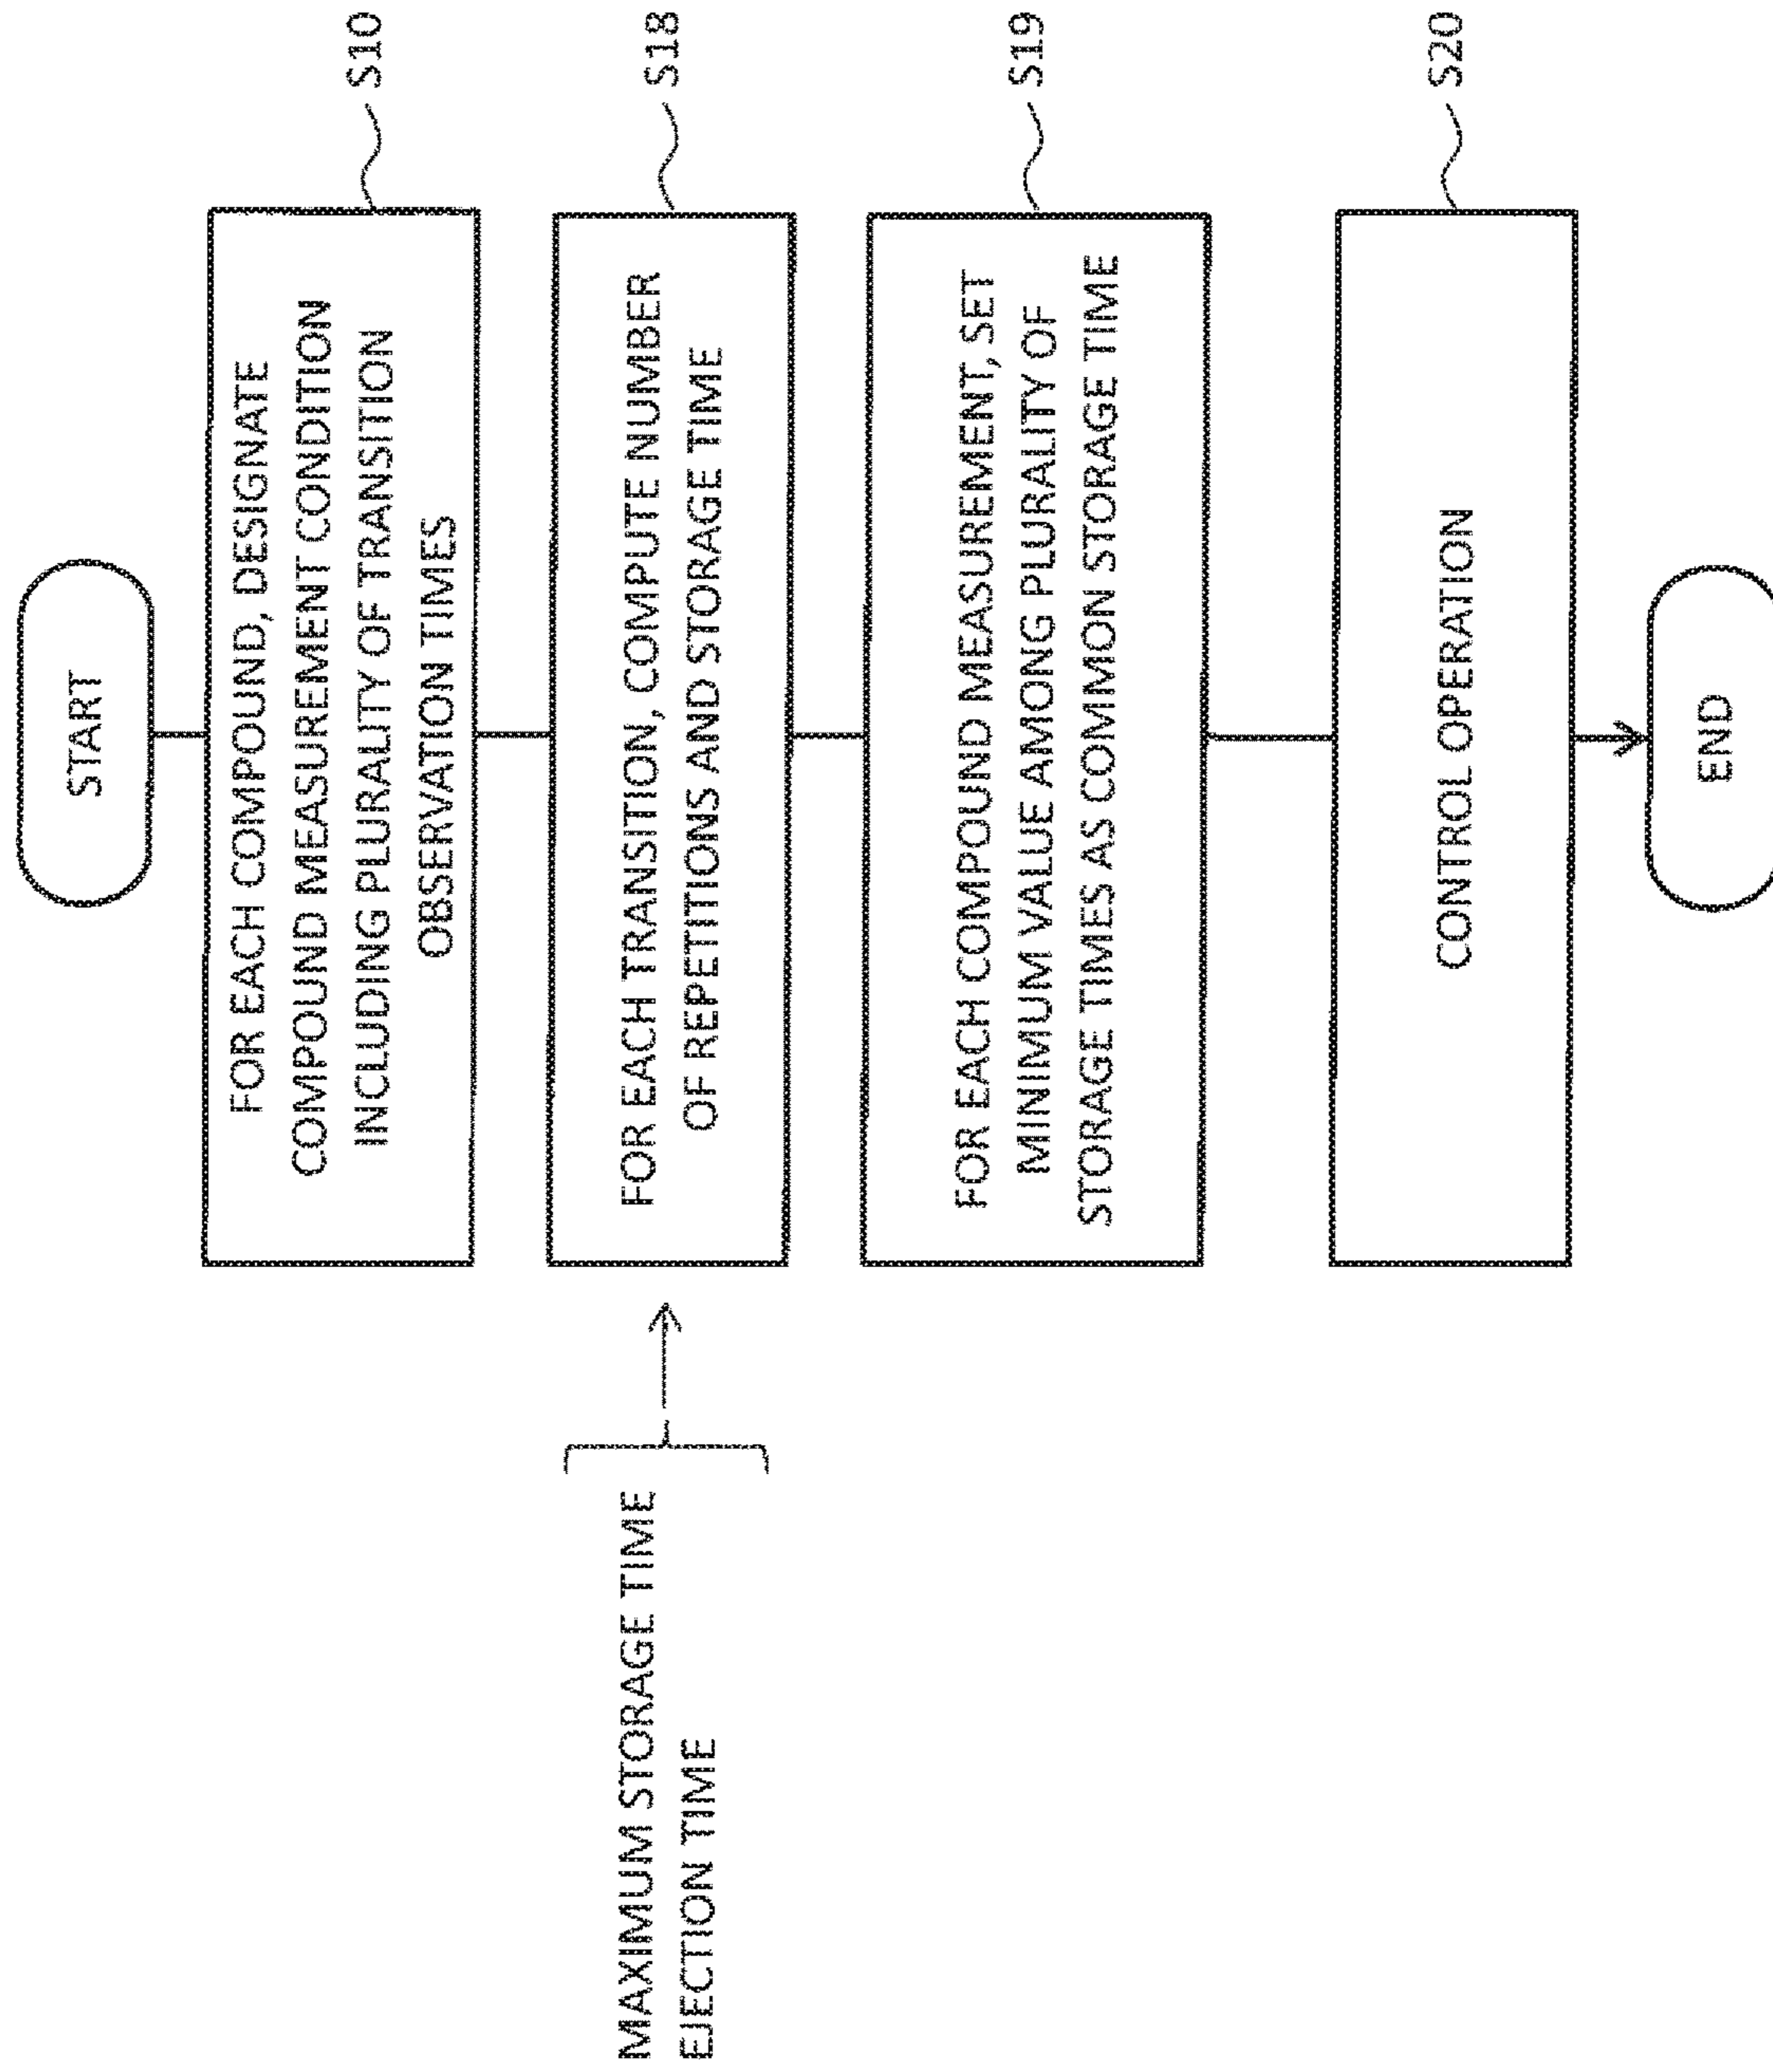 START
FOR EACH COMPOUND, DESIGNATE
COMPOUND MEASUREMENT CONDITION
INCLUDING PLURALITY OF TRANSITION
OBSERVATION TIMES
S10
MAXIMUM STORAGE TIME
EJECTION TIME
FOR EACH TRANSITION, COMPUTE NUMBER
OF REPETITIONS AND STORAGE TIME
S18
FOR EACH COMPOUND MEASUREMENT, SET
MINIMUM VALUE AMONG PLURALITY OF
STORAGE TIMES AS COMMON STORAGE TIME
S19
CONTROL OPERATION
S20
END